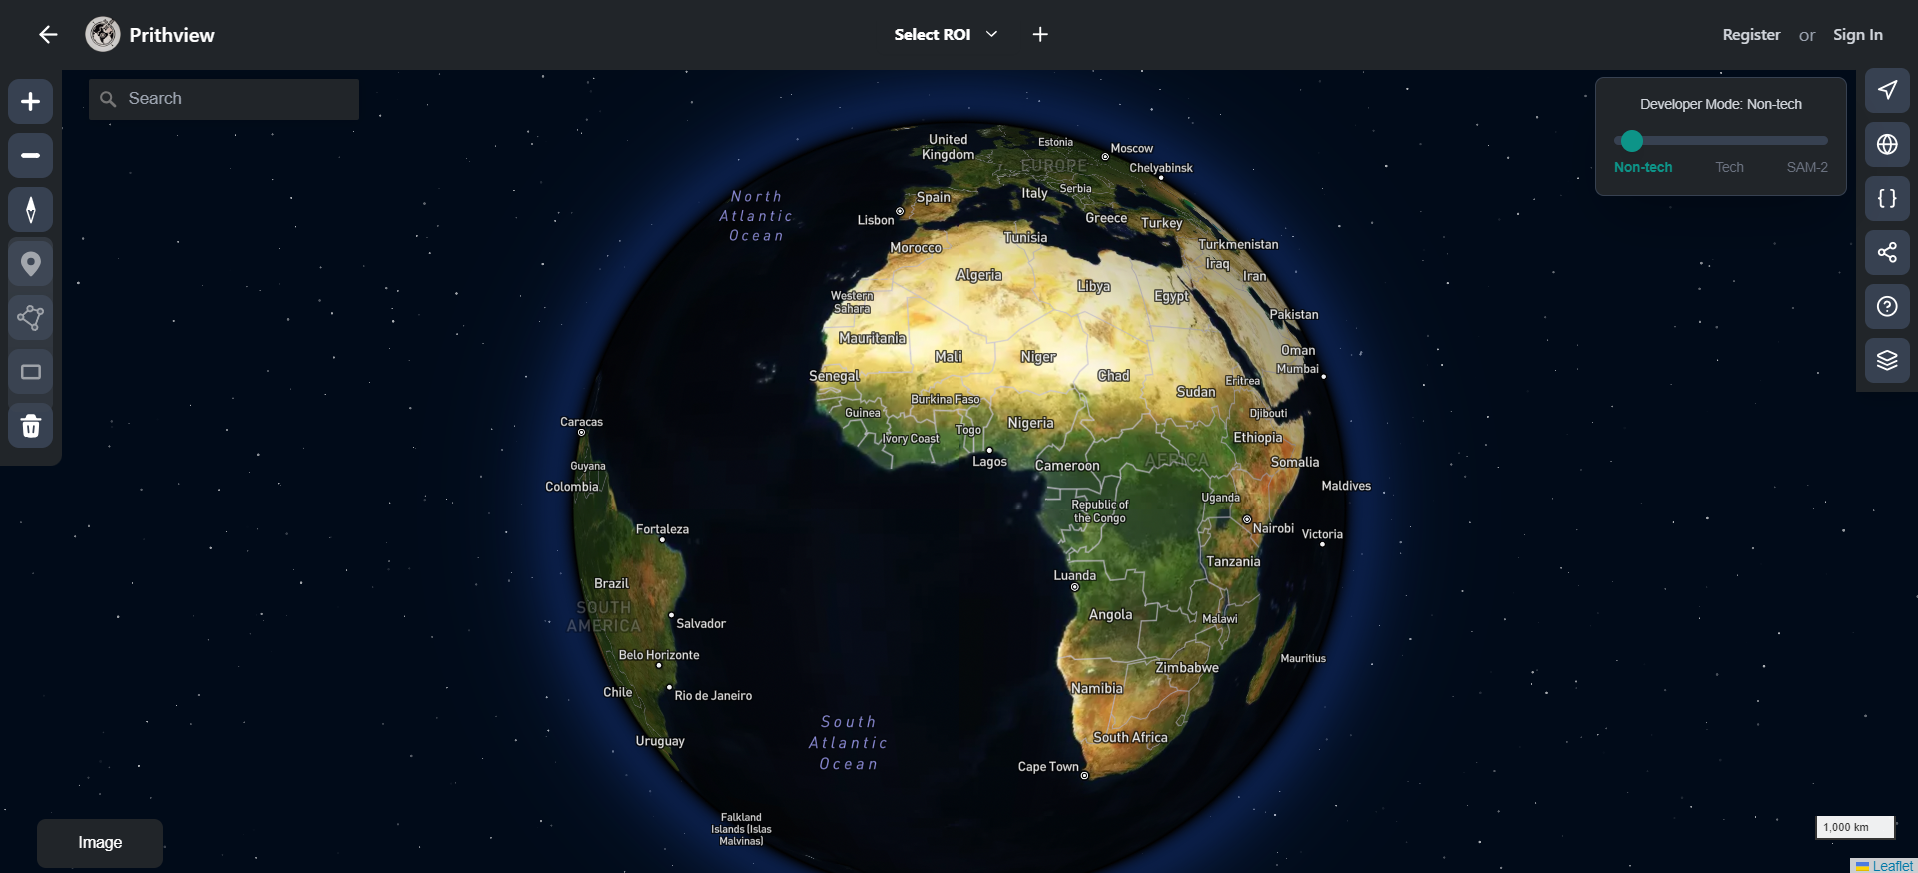 Prithview
Select ROI
Register or Sign In
Search
Developer Mode: Non-tech
Non-tech Tech SAM-2
United
Kingdom
Estonia
Moscow
EUROPE
Chelyabinsk
North
Atlantic
Ocean
Spain
Italy
Serbia
Lisbon
Greece
Turkey
Morocco
Tunisia
Turkmenistan
Algeria
Libya
Iraq
Iran
Western
Sahara
Egypt
Pakistan
Mauritania
Mali
Niger
Oman
Senegal
Chad
Mumbai
Sudan
Eritrea
Guinea
Burkina Faso
Djibouti
Caracas
Ivory Coast
Togo
Nigeria
Ethiopia
Lagos
Cameroon
AFRICA
Somalia
Guyana
Colombia
Maldives
Republic of
the Congo
Uganda
Fortaleza
Nairobi
Victoria
Brazil
Luanda
Tanzania
SOUTH
AMERICA
Salvador
Angola
Malawi
Belo Horizonte
Zimbabwe
Mauritius
Chile
Rio de Janeiro
Namibia
Uruguay
South
Atlantic
Ocean
South Africa
Cape Town
Falkland
Islands (Islas
Malvinas)
Image
1,000 km
Leaflet